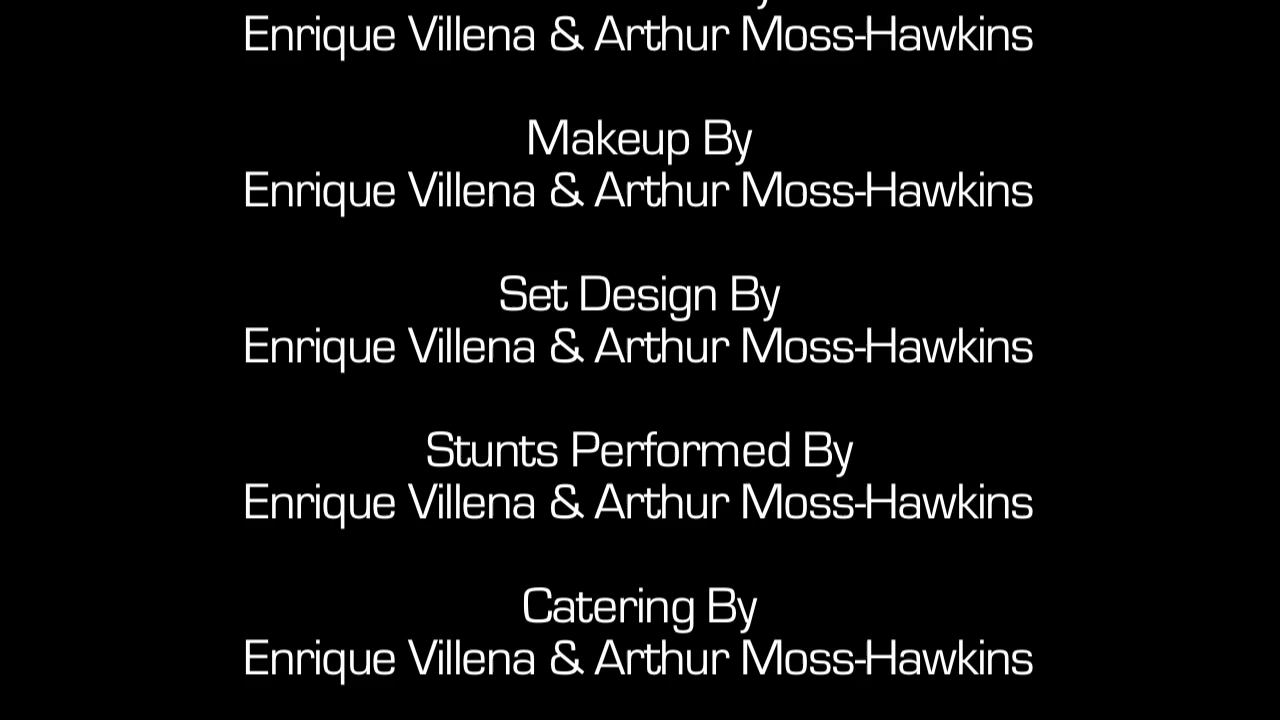 Enrique Villena & Arthur Moss-Hawkins
Makeup By
Enrique Villena & Arthur Moss-Hawkins
Set Design By
Enrique Villena & Arthur Moss-Hawkins
Stunts Performed By
Enrique Villena & Arthur Moss-Hawkins
Catering By
Enrique Villena & Arthur Moss-Hawkins